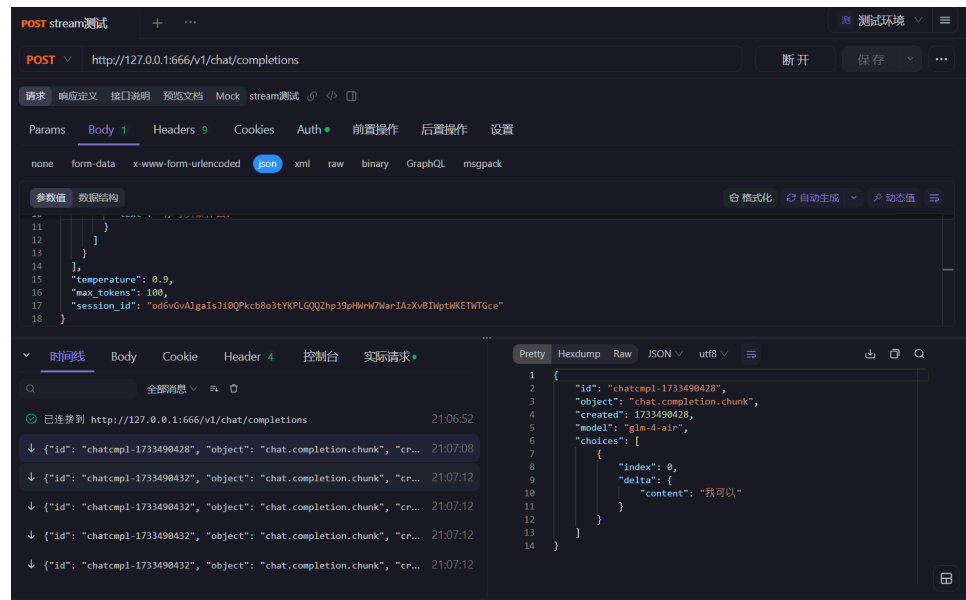 POST stream测试
测 测试环境
POST http://127.0.0.1:666/v1/chat/completions 断开 保存
请求 响应定义 接口说明 预览文档 Mock stream测试
Params Body 1 Headers 9 Cookies Auth 前置操作 后置操作 设置
none form-data x-www-form-urlencoded json xml raw binary GraphQL msgpack
参数值 数据结构 格式化 自动生成 动态值
11 }
12 ]
13 }
14 ],
15 "temperature": 0.9,
16 "max_tokens": 100,
17 "session_id": "od6vGvAlgaIsJi0QPkcb8o3tYKPLGQQZhp39pHWrW7WarIAzXvBIWptWKETWTGce"
18 }
时间线 Body Cookie Header 4 控制台 实际请求
全部消息
已连接到 http://127.0.0.1:666/v1/chat/completions 21:06:52
{"id": "chatcmpl-1733490428", "object": "chat.completion.chunk", "cr... 21:07:08
{"id": "chatcmpl-1733490432", "object": "chat.completion.chunk", "cr... 21:07:12
{"id": "chatcmpl-1733490432", "object": "chat.completion.chunk", "cr... 21:07:12
{"id": "chatcmpl-1733490432", "object": "chat.completion.chunk", "cr... 21:07:12
{"id": "chatcmpl-1733490432", "object": "chat.completion.chunk", "cr... 21:07:12
Pretty Hexdump Raw JSON utf8
1 {
2 "id": "chatcmpl-1733490428",
3 "object": "chat.completion.chunk",
4 "created": 1733490428,
5 "model": "glm-4-air",
6 "choices": [
7 {
8 "index": 0,
9 "delta": {
10 "content": "我可以"
11 }
12 }
13 ]
14 }